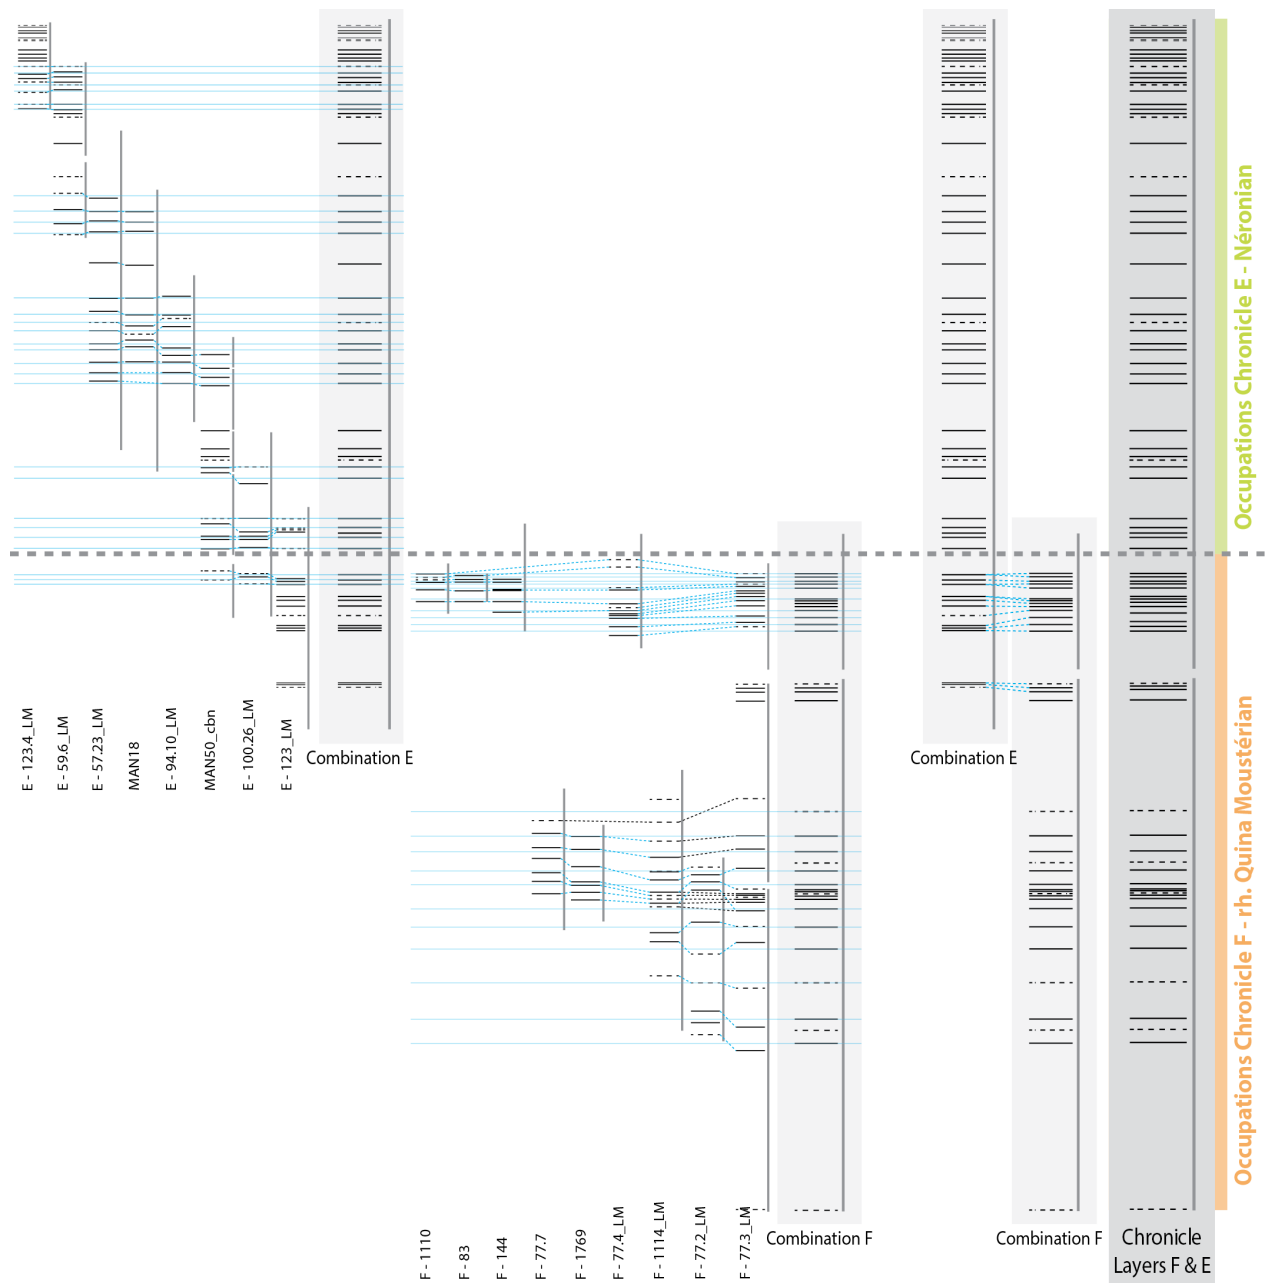 Occupations Chronicle E - Néronian
E - 123.4_LM
E - 59.6_LM
E - 57.23_LM
MAN18
E - 94.10_LM
MAN50_cbn
E - 100.26_LM
E - 123_LM
Combination E
Combination E
Occupations Chronicle F - rh. Quina Moustérian
F - 1110
F - 83
F - 144
F - 77.7
F - 1769
F - 77.4_LM
F - 1114_LM
F - 77.2_LM
F - 77.3_LM
Combination F
Combination F
Chronicle
Layers F & E